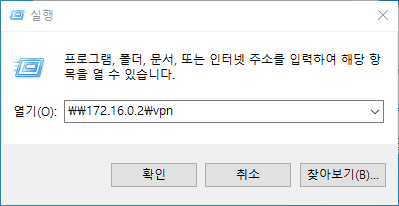 실행
프로그램, 폴더, 문서, 또는 인터넷 주소를 입력하여 해당 항
목을 열 수 있습니다.
열기(O): ₩₩172.16.0.2₩vpn
확인 취소 찾아보기(B)...